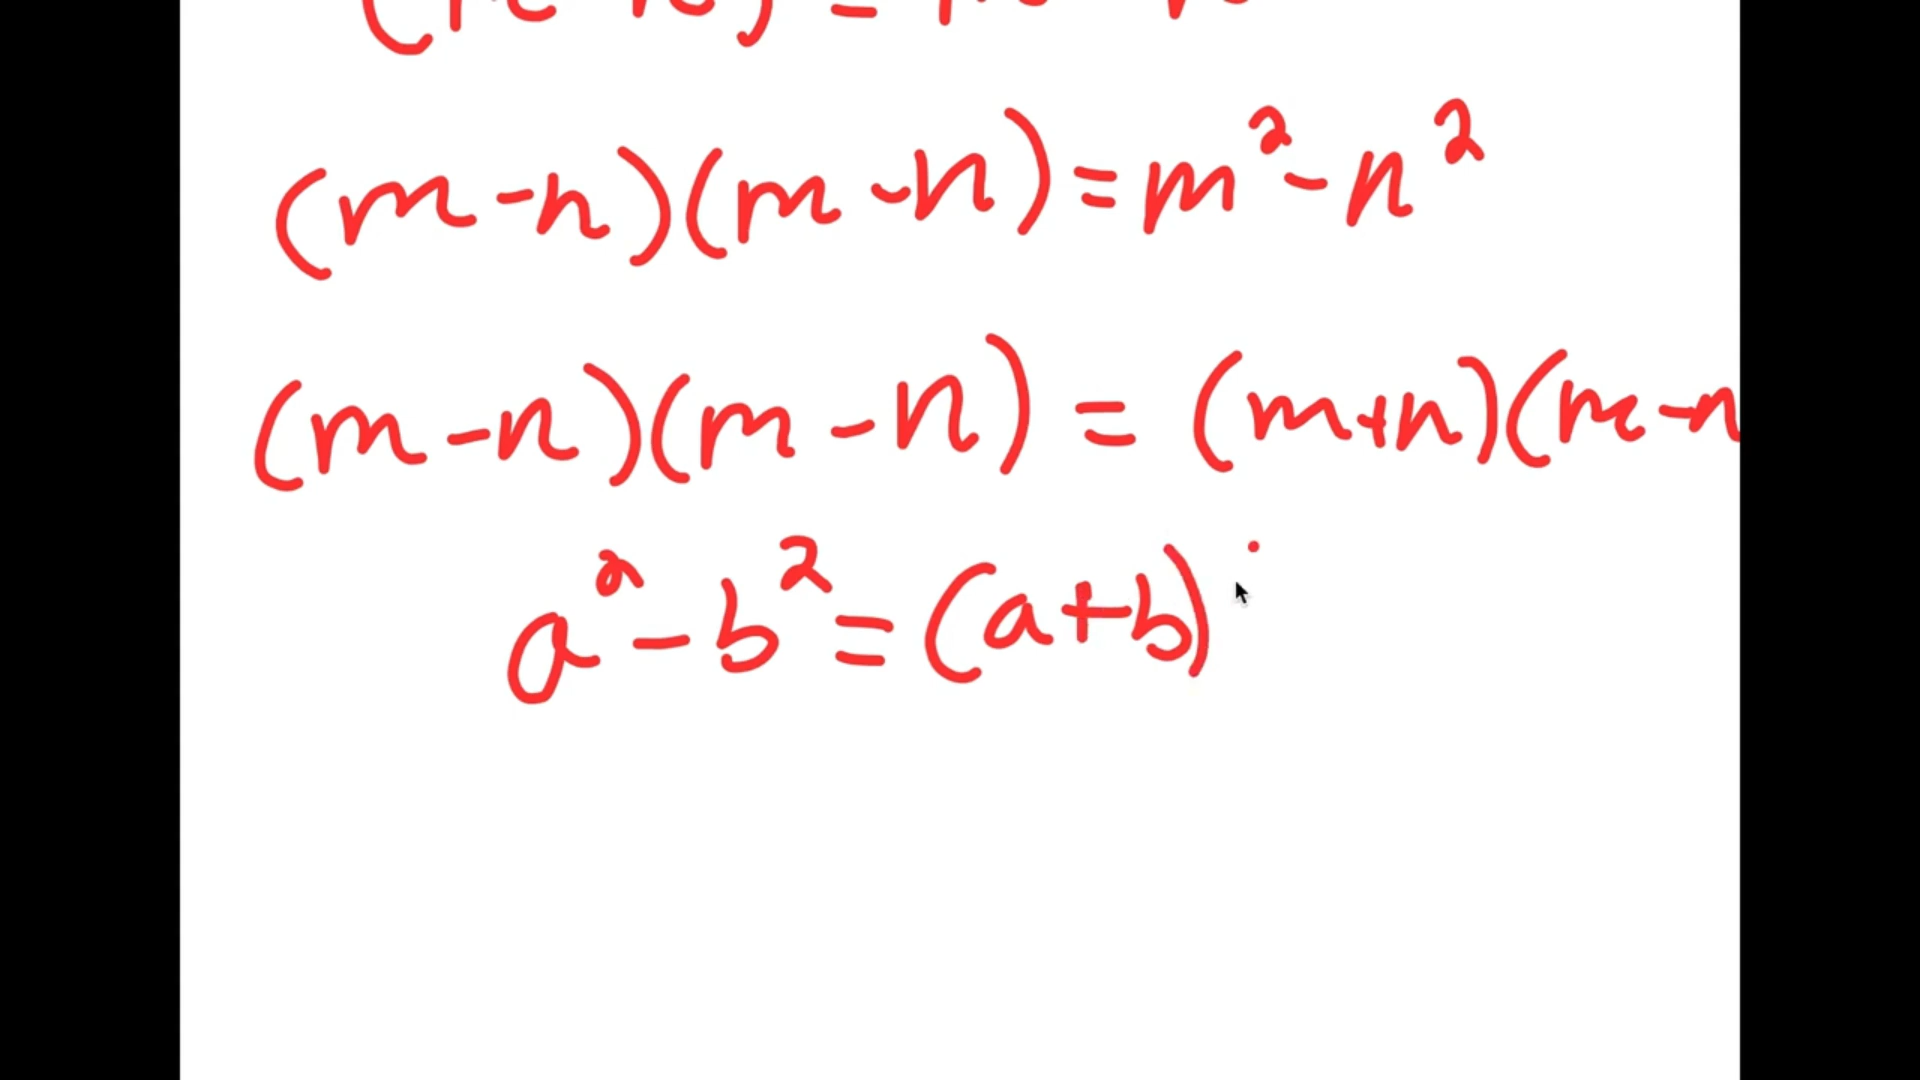 (m-n)(m-n)=m²-n²
(m-n)(m-n) = (m+n)(m-n
a²-b²=(a+b)